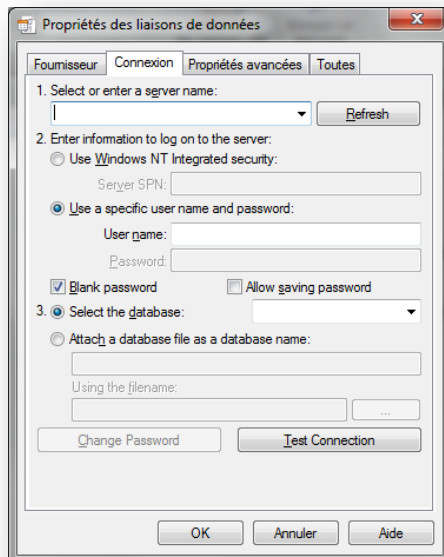 Propriétés des liaisons de données
Fournisseur Connexion Propriétés avancées Toutes
1. Select or enter a server name:
Refresh
2. Enter information to log on to the server:
Use Windows NT Integrated security:
Server SPN:
Use a specific user name and password:
User name:
Password:
Blank password Allow saving password
3. Select the database:
Attach a database file as a database name:
Using the filename:
...
Change Password Test Connection
OK Annuler Aide